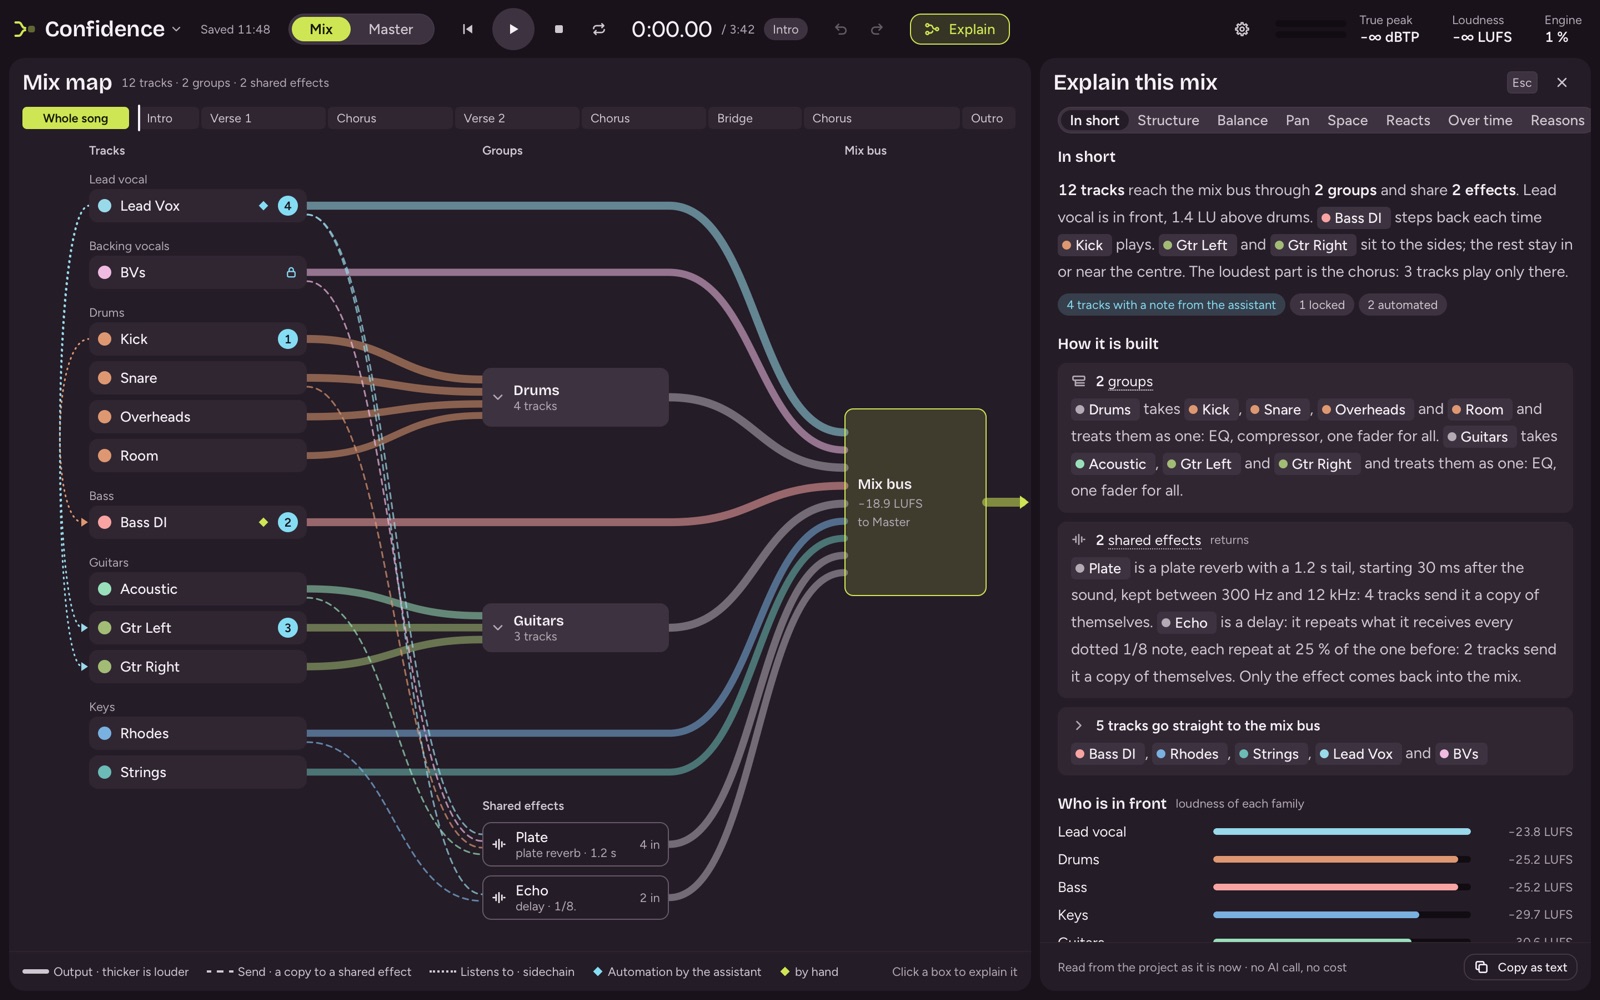 Confidence
Saved 11:48
Mix
Master
0:00.00 / 3:42
Intro
Explain
True peak
-∞ dBTP
Loudness
-∞ LUFS
Engine
1 %
Mix map
12 tracks · 2 groups · 2 shared effects
Whole song
Intro
Verse 1
Chorus
Verse 2
Chorus
Bridge
Chorus
Outro
Tracks
Groups
Mix bus
Lead vocal
Lead Vox
4
Backing vocals
BVs
Drums
Kick
1
Snare
Overheads
Room
Bass
Bass DI
2
Guitars
Acoustic
Gtr Left
3
Gtr Right
Keys
Rhodes
Strings
Drums
4 tracks
Guitars
3 tracks
Shared effects
Plate
plate reverb · 1.2 s
4 in
Echo
delay · 1/8.
2 in
Mix bus
-18.9 LUFS
to Master
Output · thicker is louder
Send · a copy to a shared effect
Listens to · sidechain
Automation by the assistant
by hand
Click a box to explain it
Explain this mix
Esc
In short
Structure
Balance
Pan
Space
Reacts
Over time
Reasons
In short
12 tracks reach the mix bus through 2 groups and share 2 effects. Lead
vocal is in front, 1.4 LU above drums. Bass DI steps back each time
Kick plays. Gtr Left and Gtr Right sit to the sides; the rest stay in
or near the centre. The loudest part is the chorus: 3 tracks play only there.
4 tracks with a note from the assistant
1 locked
2 automated
How it is built
2 groups
Drums takes Kick , Snare , Overheads and Room and
treats them as one: EQ, compressor, one fader for all. Guitars takes
Acoustic , Gtr Left and Gtr Right and treats them as one: EQ,
one fader for all.
2 shared effects returns
Plate is a plate reverb with a 1.2 s tail, starting 30 ms after the
sound, kept between 300 Hz and 12 kHz: 4 tracks send it a copy of
themselves. Echo is a delay: it repeats what it receives every
dotted 1/8 note, each repeat at 25 % of the one before: 2 tracks send
it a copy of themselves. Only the effect comes back into the mix.
5 tracks go straight to the mix bus
Bass DI , Rhodes , Strings , Lead Vox and BVs
Who is in front loudness of each family
Lead vocal
-23.8 LUFS
Drums
-25.2 LUFS
Bass
-25.2 LUFS
Keys
-29.7 LUFS
Guitars
-30.6 LUFS
Read from the project as it is now · no AI call, no cost
Copy as text